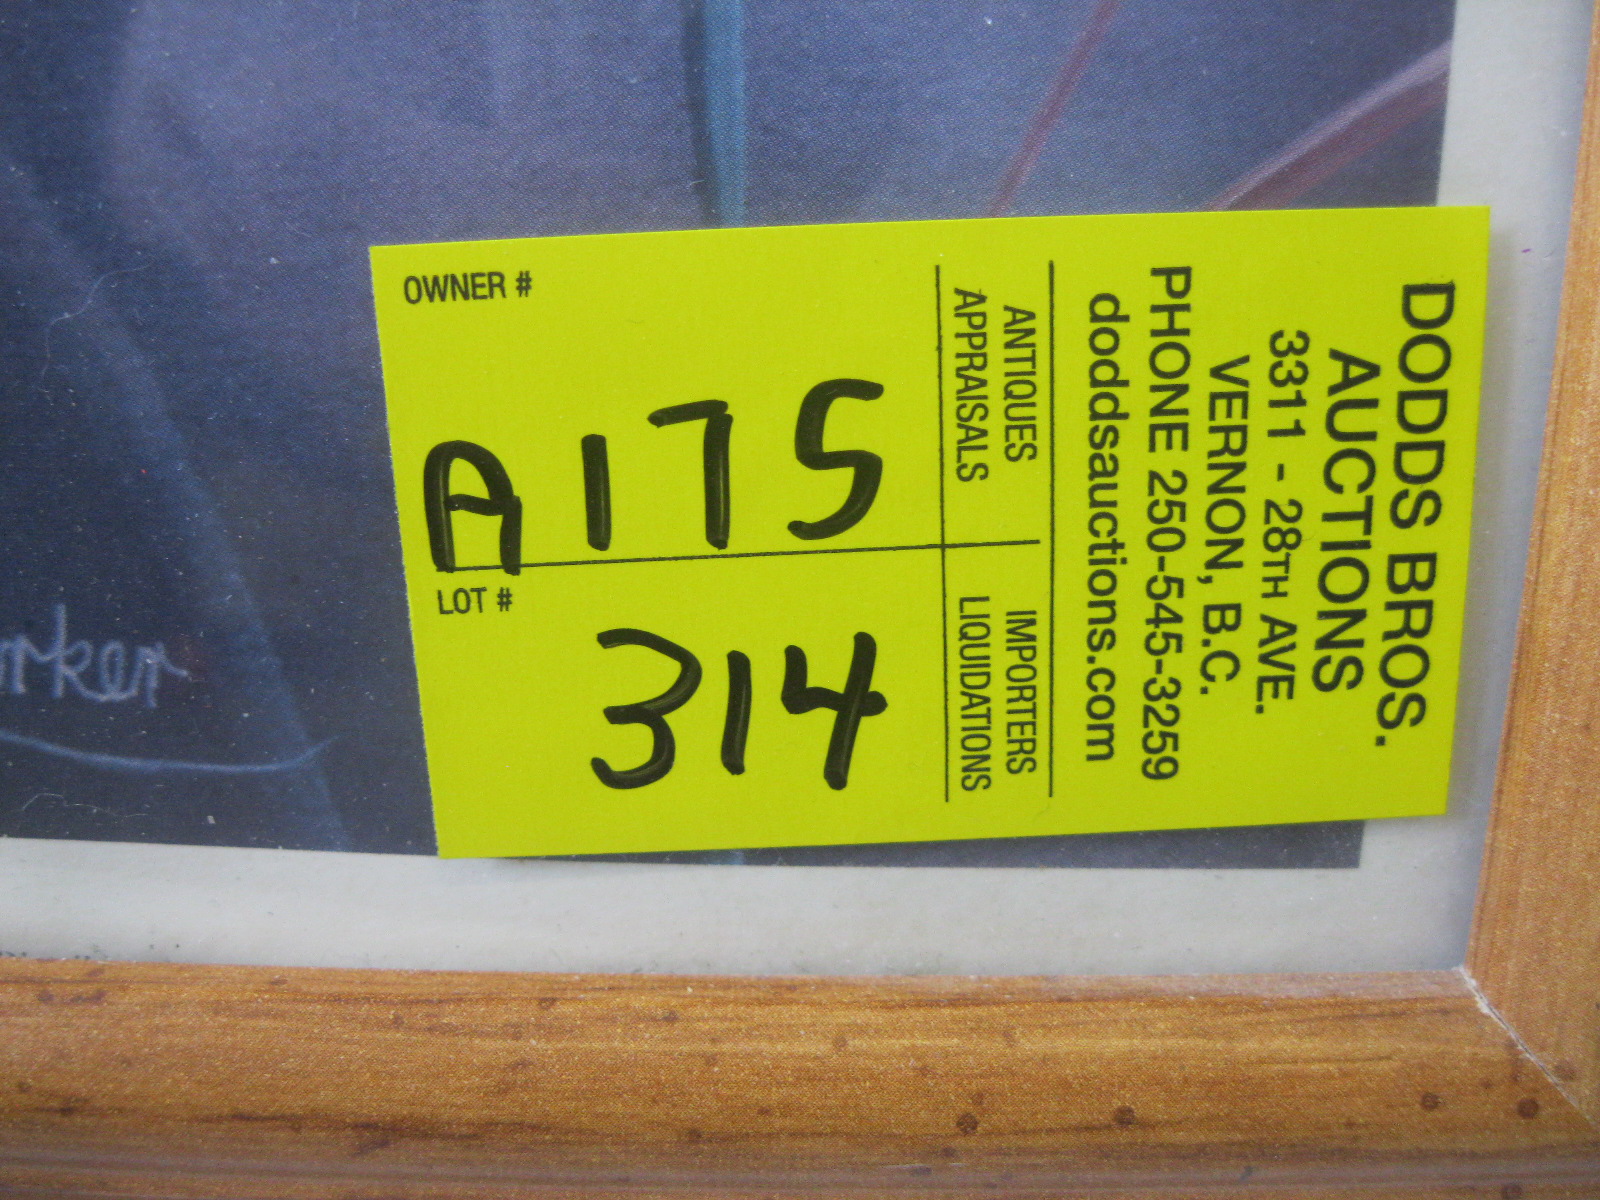 OWNER #
A175
LOT #
314
DODDS BROS.
AUCTIONS
3311 - 28TH AVE.
VERNON, B.C.
PHONE 250-545-3259
doddsauctions.com
ANTIQUES
APPRAISALS
IMPORTERS
LIQUIDATIONS
rker